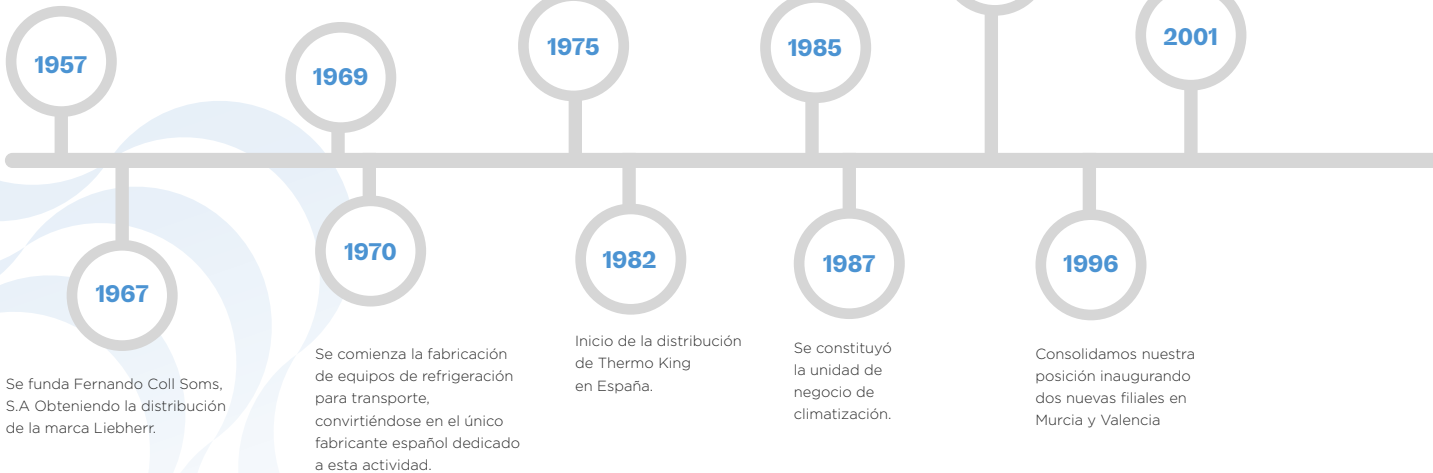 1957
1969
1975
1985
2001
1967
1970
1982
1987
1996
Se funda Fernando Coll Soms,
S.A Obteniendo la distribución
de la marca Liebherr.
Se comienza la fabricación
de equipos de refrigeración
para transporte,
convirtiéndose en el único
fabricante español dedicado
a esta actividad.
Inicio de la distribución
de Thermo King
en España.
Se constituyó
la unidad de
negocio de
climatización.
Consolidamos nuestra
posición inaugurando
dos nuevas filiales en
Murcia y Valencia